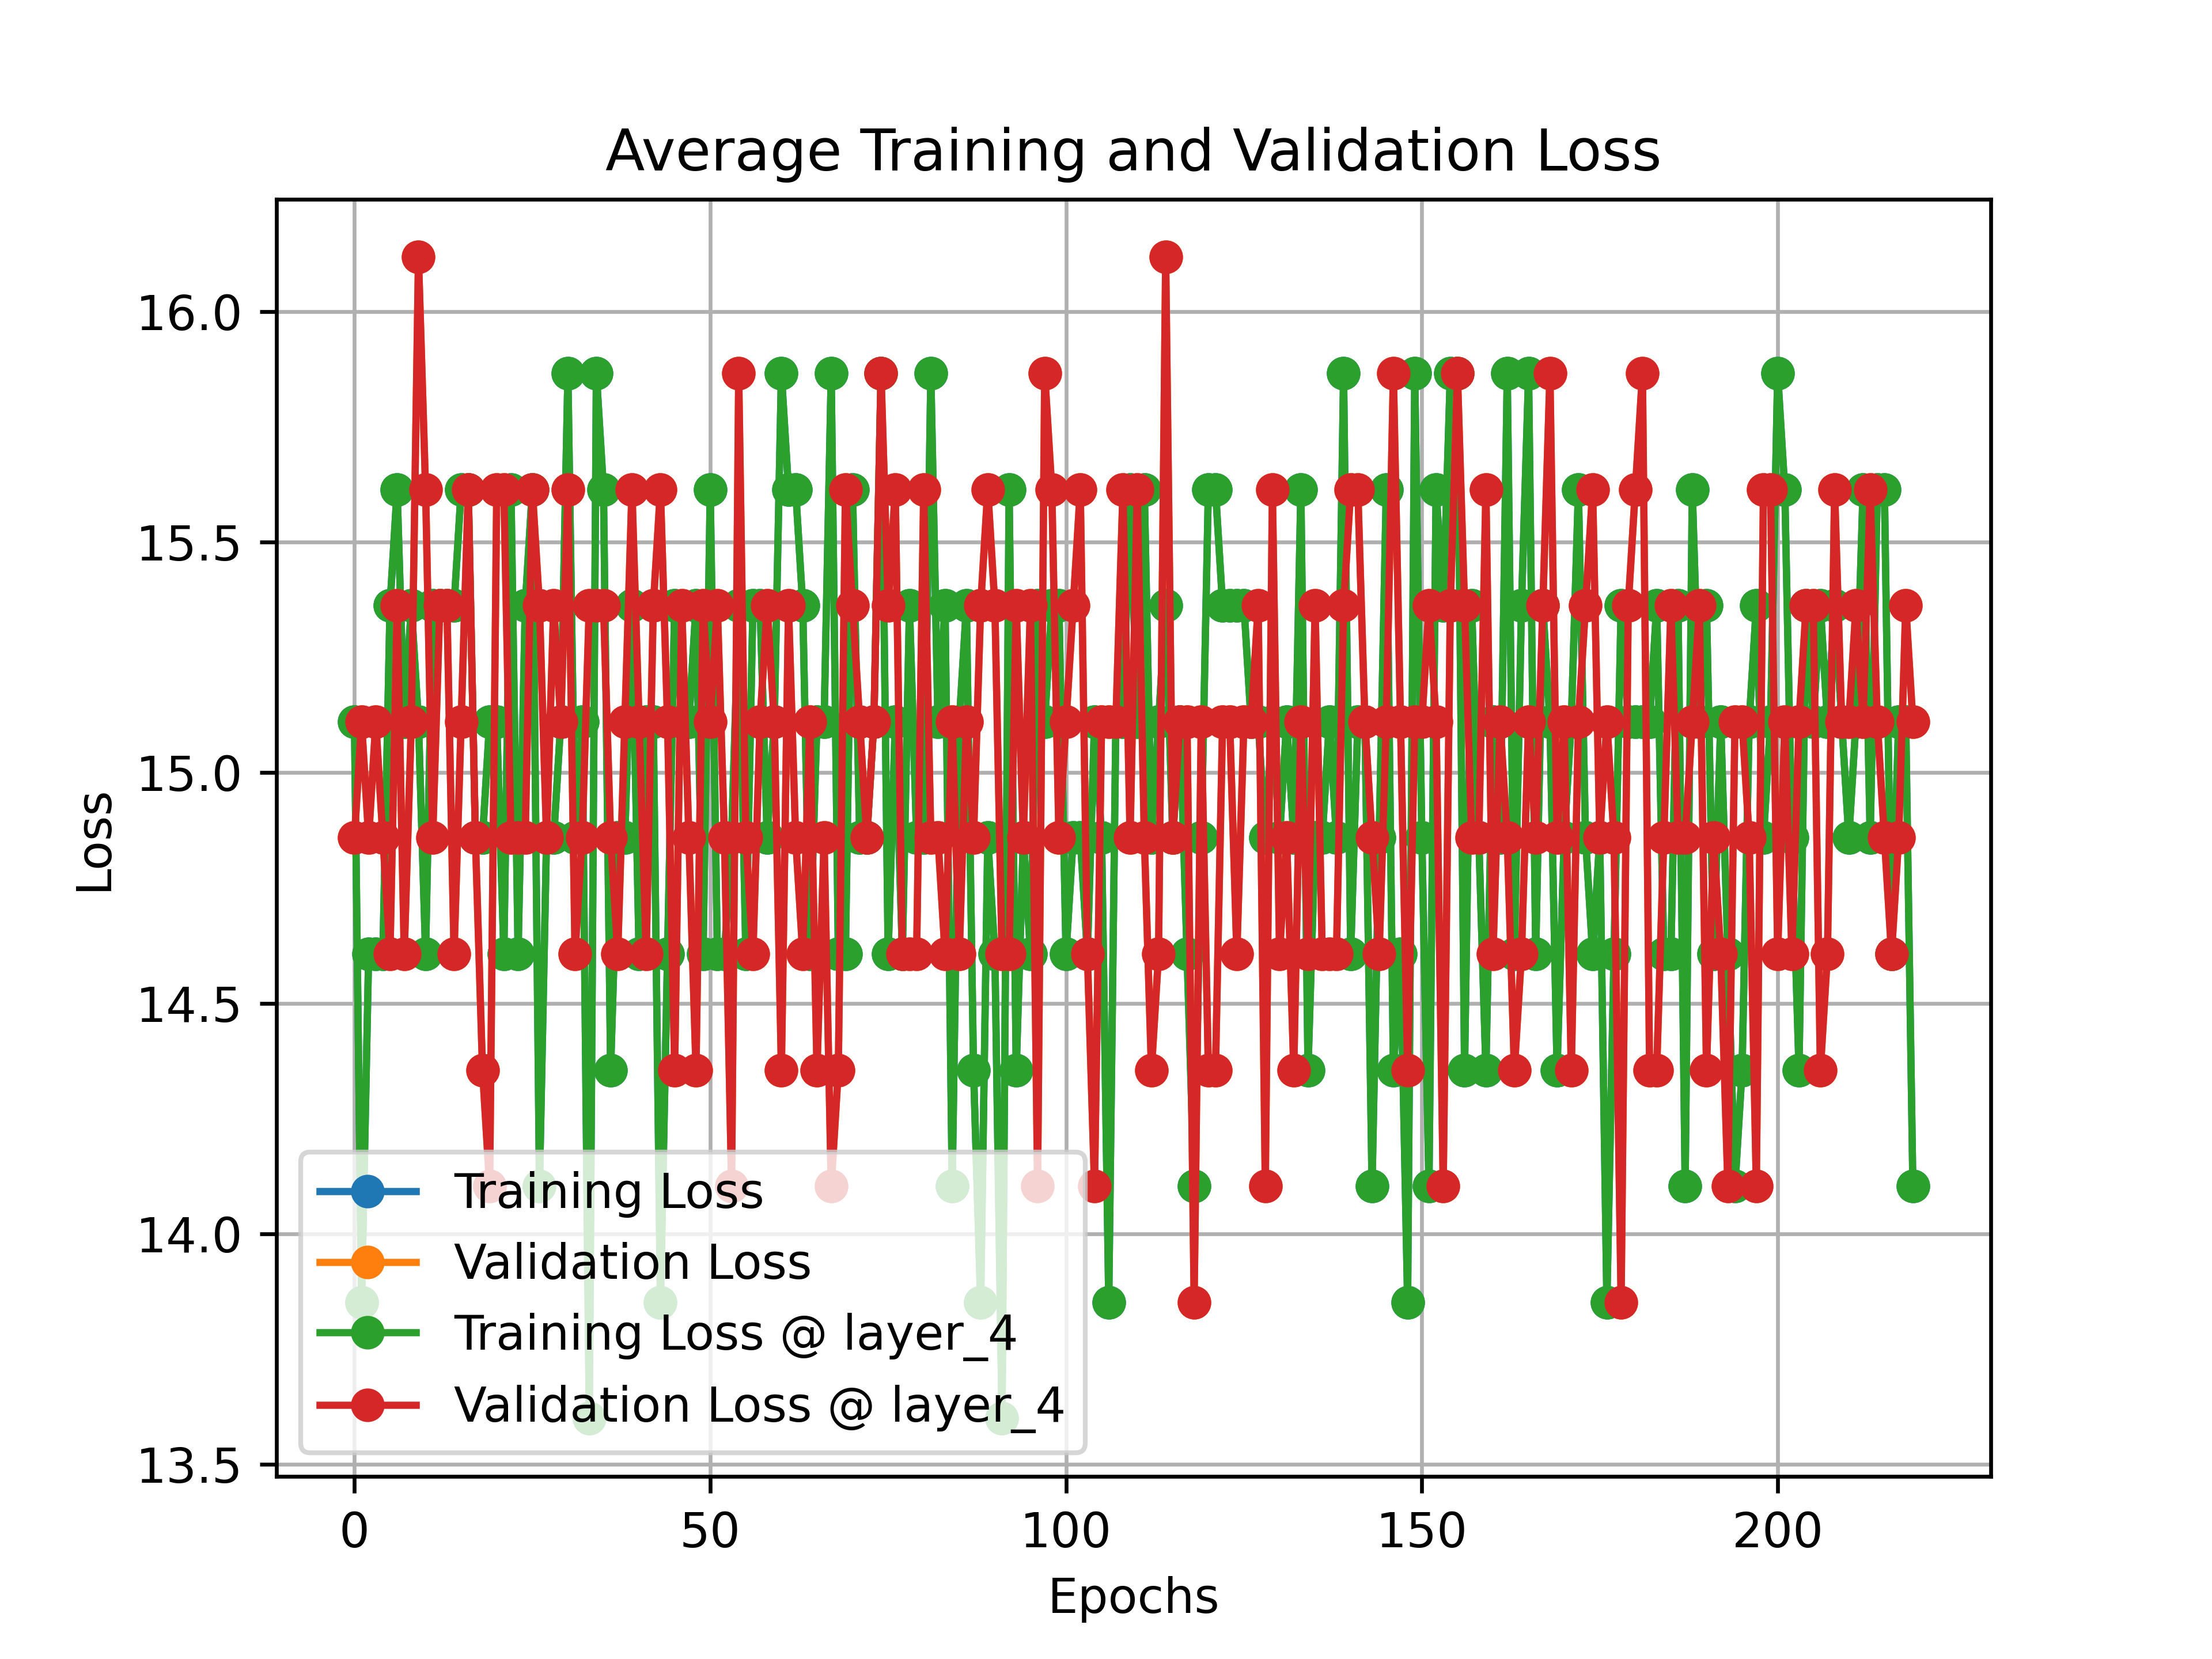 Average Training and Validation Loss
16.0
15.5
15.0
14.5
14.0
13.5
Loss
Training Loss
Validation Loss
Training Loss @ layer_4
Validation Loss @ layer_4
0 50 100 150 200
Epochs